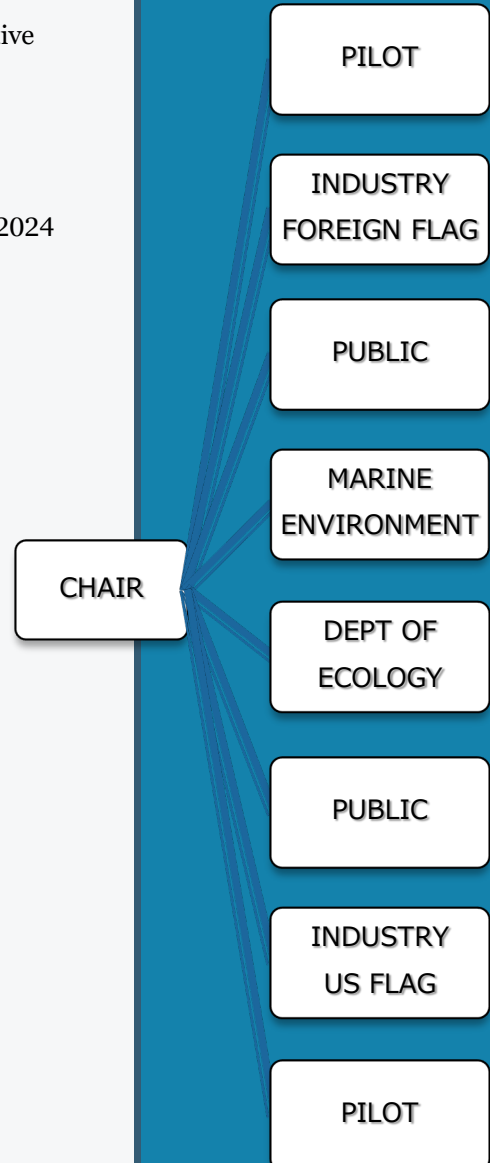 ive
2024
PILOT
INDUSTRY
FOREIGN FLAG
PUBLIC
MARINE
ENVIRONMENT
CHAIR
DEPT OF
ECOLOGY
PUBLIC
INDUSTRY
US FLAG
PILOT